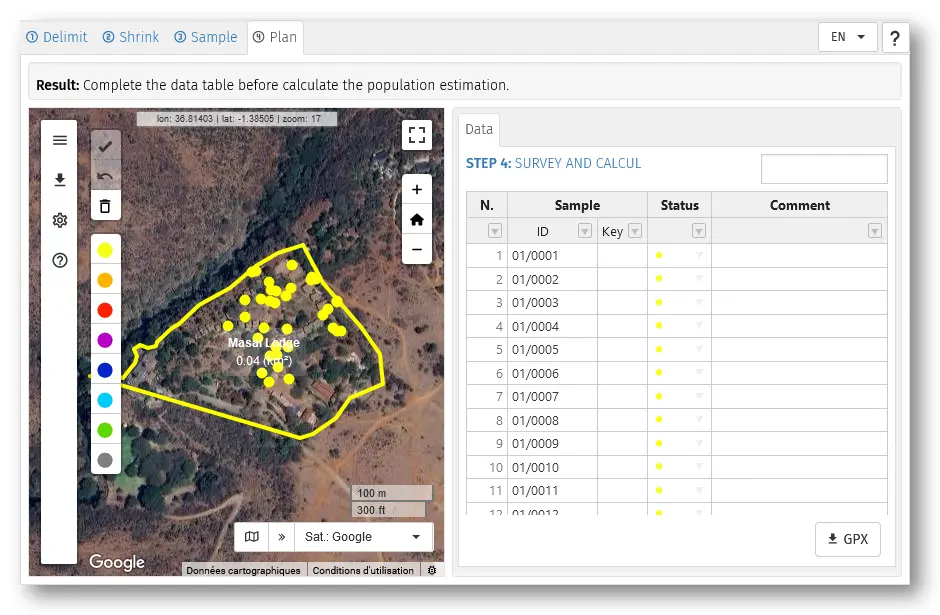 ① Delimit ② Shrink ③ Sample ④ Plan
EN ?
Result: Complete the data table before calculate the population estimation.
lon: 36.81403 | lat: -1.38505 | zoom: 17
Masai Lodge
0.04 (km²)
100 m
300 ft
» Sat.: Google
Google
Données cartographiques Conditions d'utilisation
Data
STEP 4: SURVEY AND CALCUL
N. Sample Status Comment
ID Key
1 01/0001
2 01/0002
3 01/0003
4 01/0004
5 01/0005
6 01/0006
7 01/0007
8 01/0008
9 01/0009
10 01/0010
11 01/0011
12 01/0012
GPX